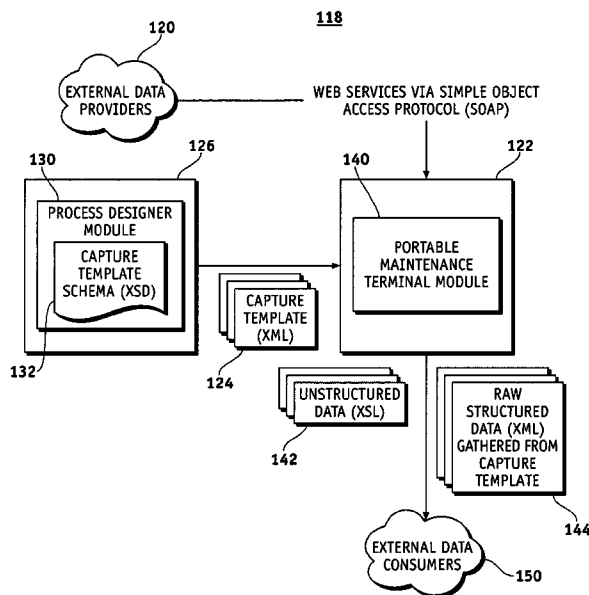 118
120
EXTERNAL DATA
PROVIDERS
WEB SERVICES VIA SIMPLE OBJECT
ACCESS PROTOCOL (SOAP)
126
130
PROCESS DESIGNER
MODULE
CAPTURE
TEMPLATE
SCHEMA (XSD)
132
140
122
PORTABLE
MAINTENANCE
TERMINAL MODULE
CAPTURE
TEMPLATE
(XML)
124
UNSTRUCTURED
DATA (XSL)
142
RAW
STRUCTURED
DATA (XML)
GATHERED FROM
CAPTURE
TEMPLATE
144
EXTERNAL DATA
CONSUMERS
150